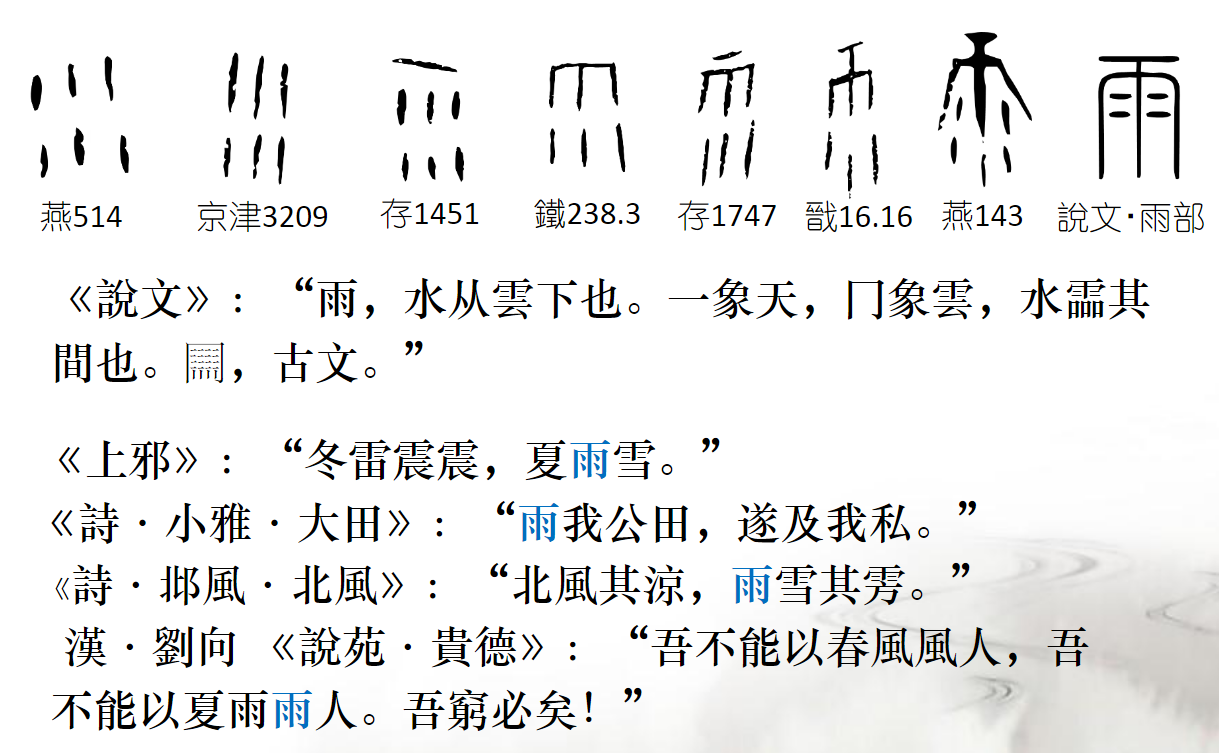 燕514 京津3209 存1451 鐵238.3 存1747 戩16.16 燕143 說文·雨部
《說文》:“雨，水从雲下也。一象天，冂象雲，水霝其
間也。𠕲，古文。”
《上邪》:“冬雷震震，夏雨雪。”
《詩·小雅·大田》:“雨我公田，遂及我私。”
《詩·邶風·北風》:“北風其涼，雨雪其雱。”
漢·劉向 《說苑·貴德》:“吾不能以春風風人，吾
不能以夏雨雨人。吾窮必矣！”